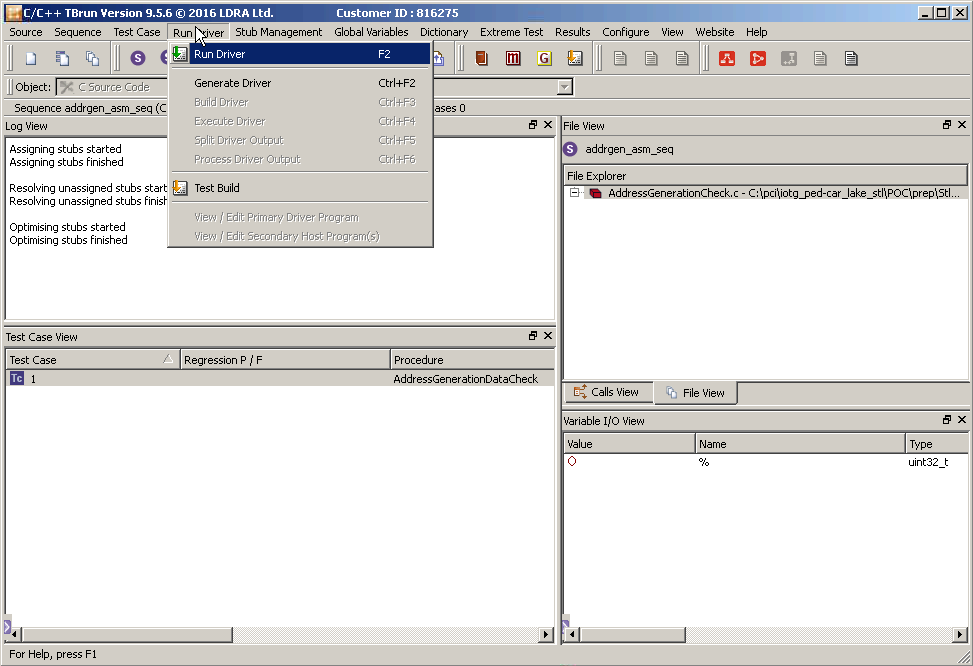 C/C++ TBrun Version 9.5.6 © 2016 LDRA Ltd. Customer ID : 816275
Source Sequence Test Case Run Driver Stub Management Global Variables Dictionary Extreme Test Results Configure View Website Help
Run Driver F2
Generate Driver Ctrl+F2
Build Driver Ctrl+F3
Execute Driver Ctrl+F4
Split Driver Output Ctrl+F5
Process Driver Output Ctrl+F6
Test Build
View / Edit Primary Driver Program
View / Edit Secondary Host Program(s)
S m G
Object: C Source Code
Sequence addrgen_asm_seq (C ases 0
Log View
Assigning stubs started
Assigning stubs finished
Resolving unassigned stubs start
Resolving unassigned stubs finish
Optimising stubs started
Optimising stubs finished
File View
S addrgen_asm_seq
File Explorer
AddressGenerationCheck.c - C:\pci\iotg_ped-car_lake_stl\POC\prep\Stl...
Calls View File View
Test Case View
Test Case Regression P / F Procedure
Tc 1 AddressGenerationDataCheck
Variable I/O View
Value Name Type
O % uint32_t
For Help, press F1